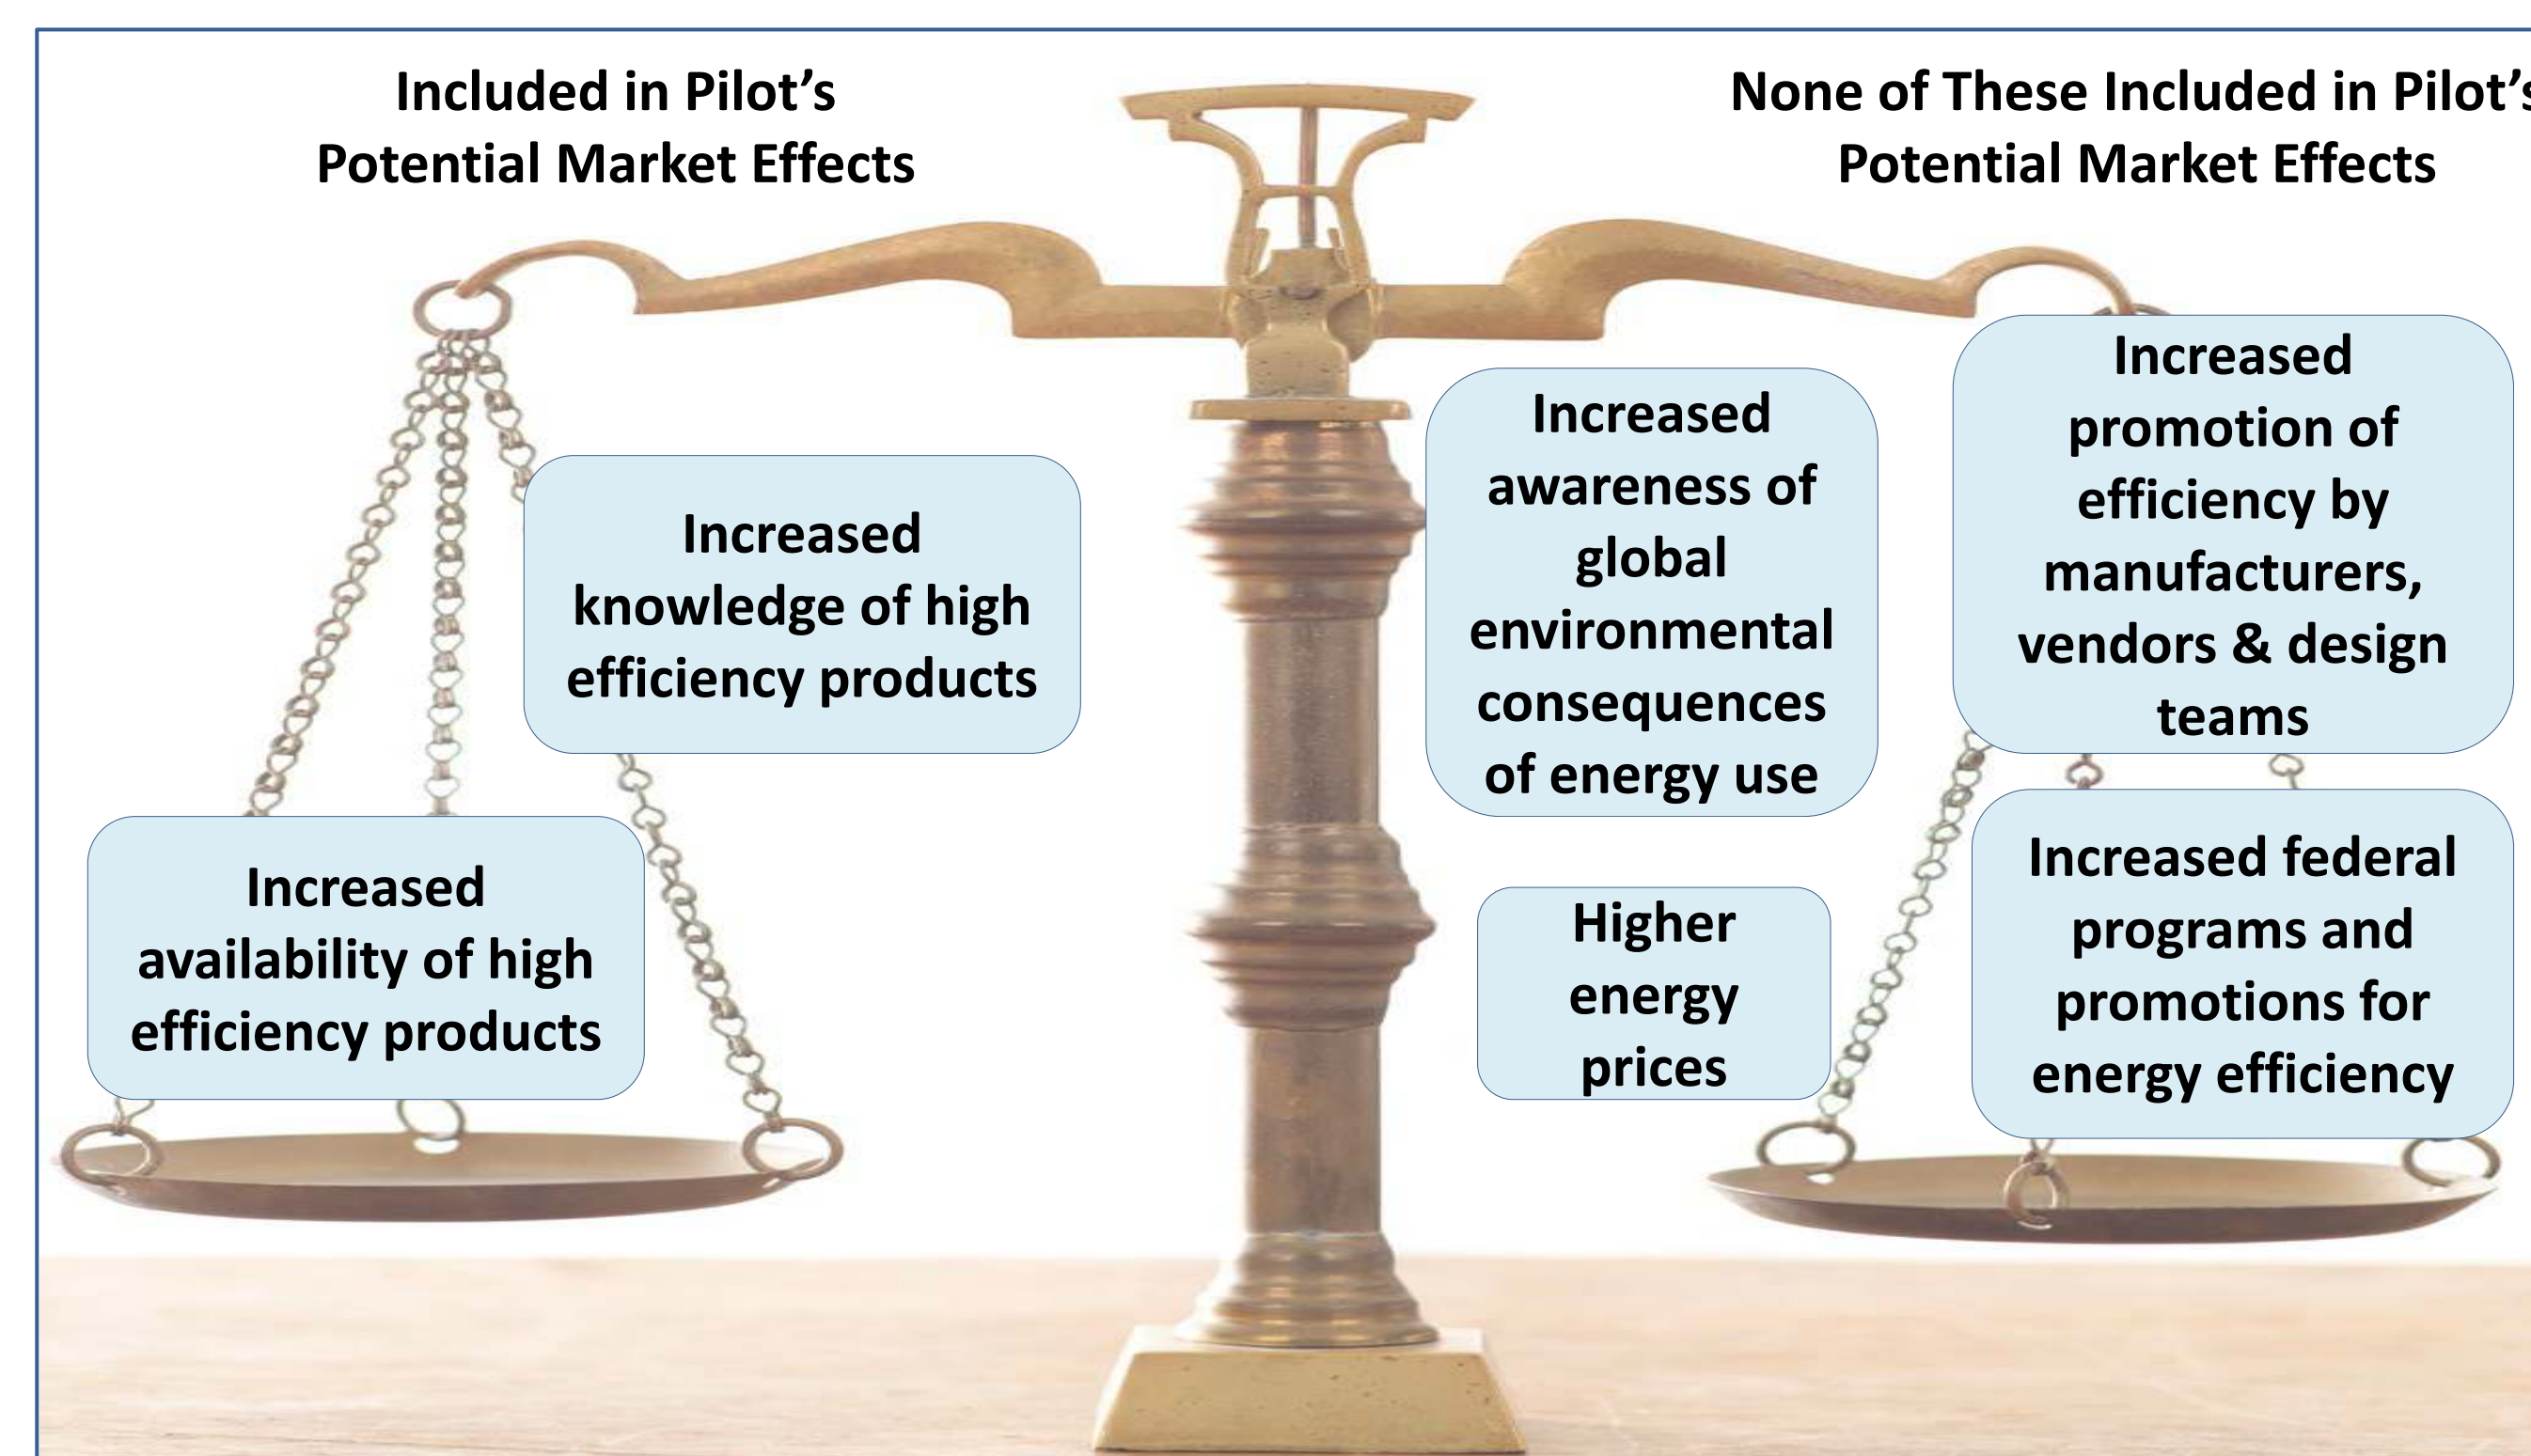 Included in Pilot’s
Potential Market Effects
None of These Included in Pilot’s
Potential Market Effects
Increased
knowledge of high
efficiency products
Increased
availability of high
efficiency products
Increased
awareness of
global
environmental
consequences
of energy use
Higher
energy
prices
Increased
promotion of
efficiency by
manufacturers,
vendors & design
teams
Increased federal
programs and
promotions for
energy efficiency